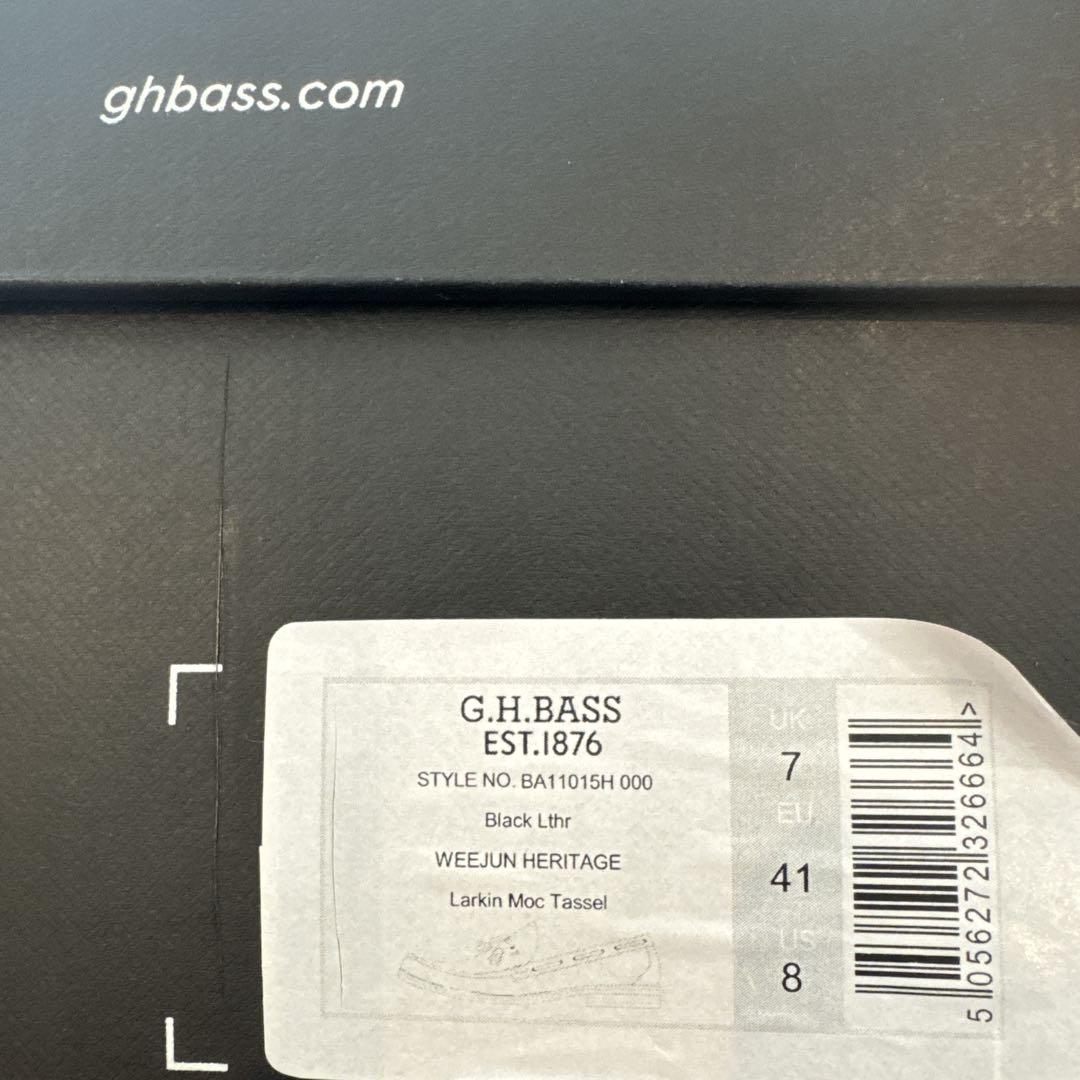 ghbass.com
G.H.BASS
EST.1876
STYLE NO. BA11015H 000
Black Lthr
WEEJUN HERITAGE
Larkin Moc Tassel
UK
7
EU
41
US
8
5 056272 326664 >